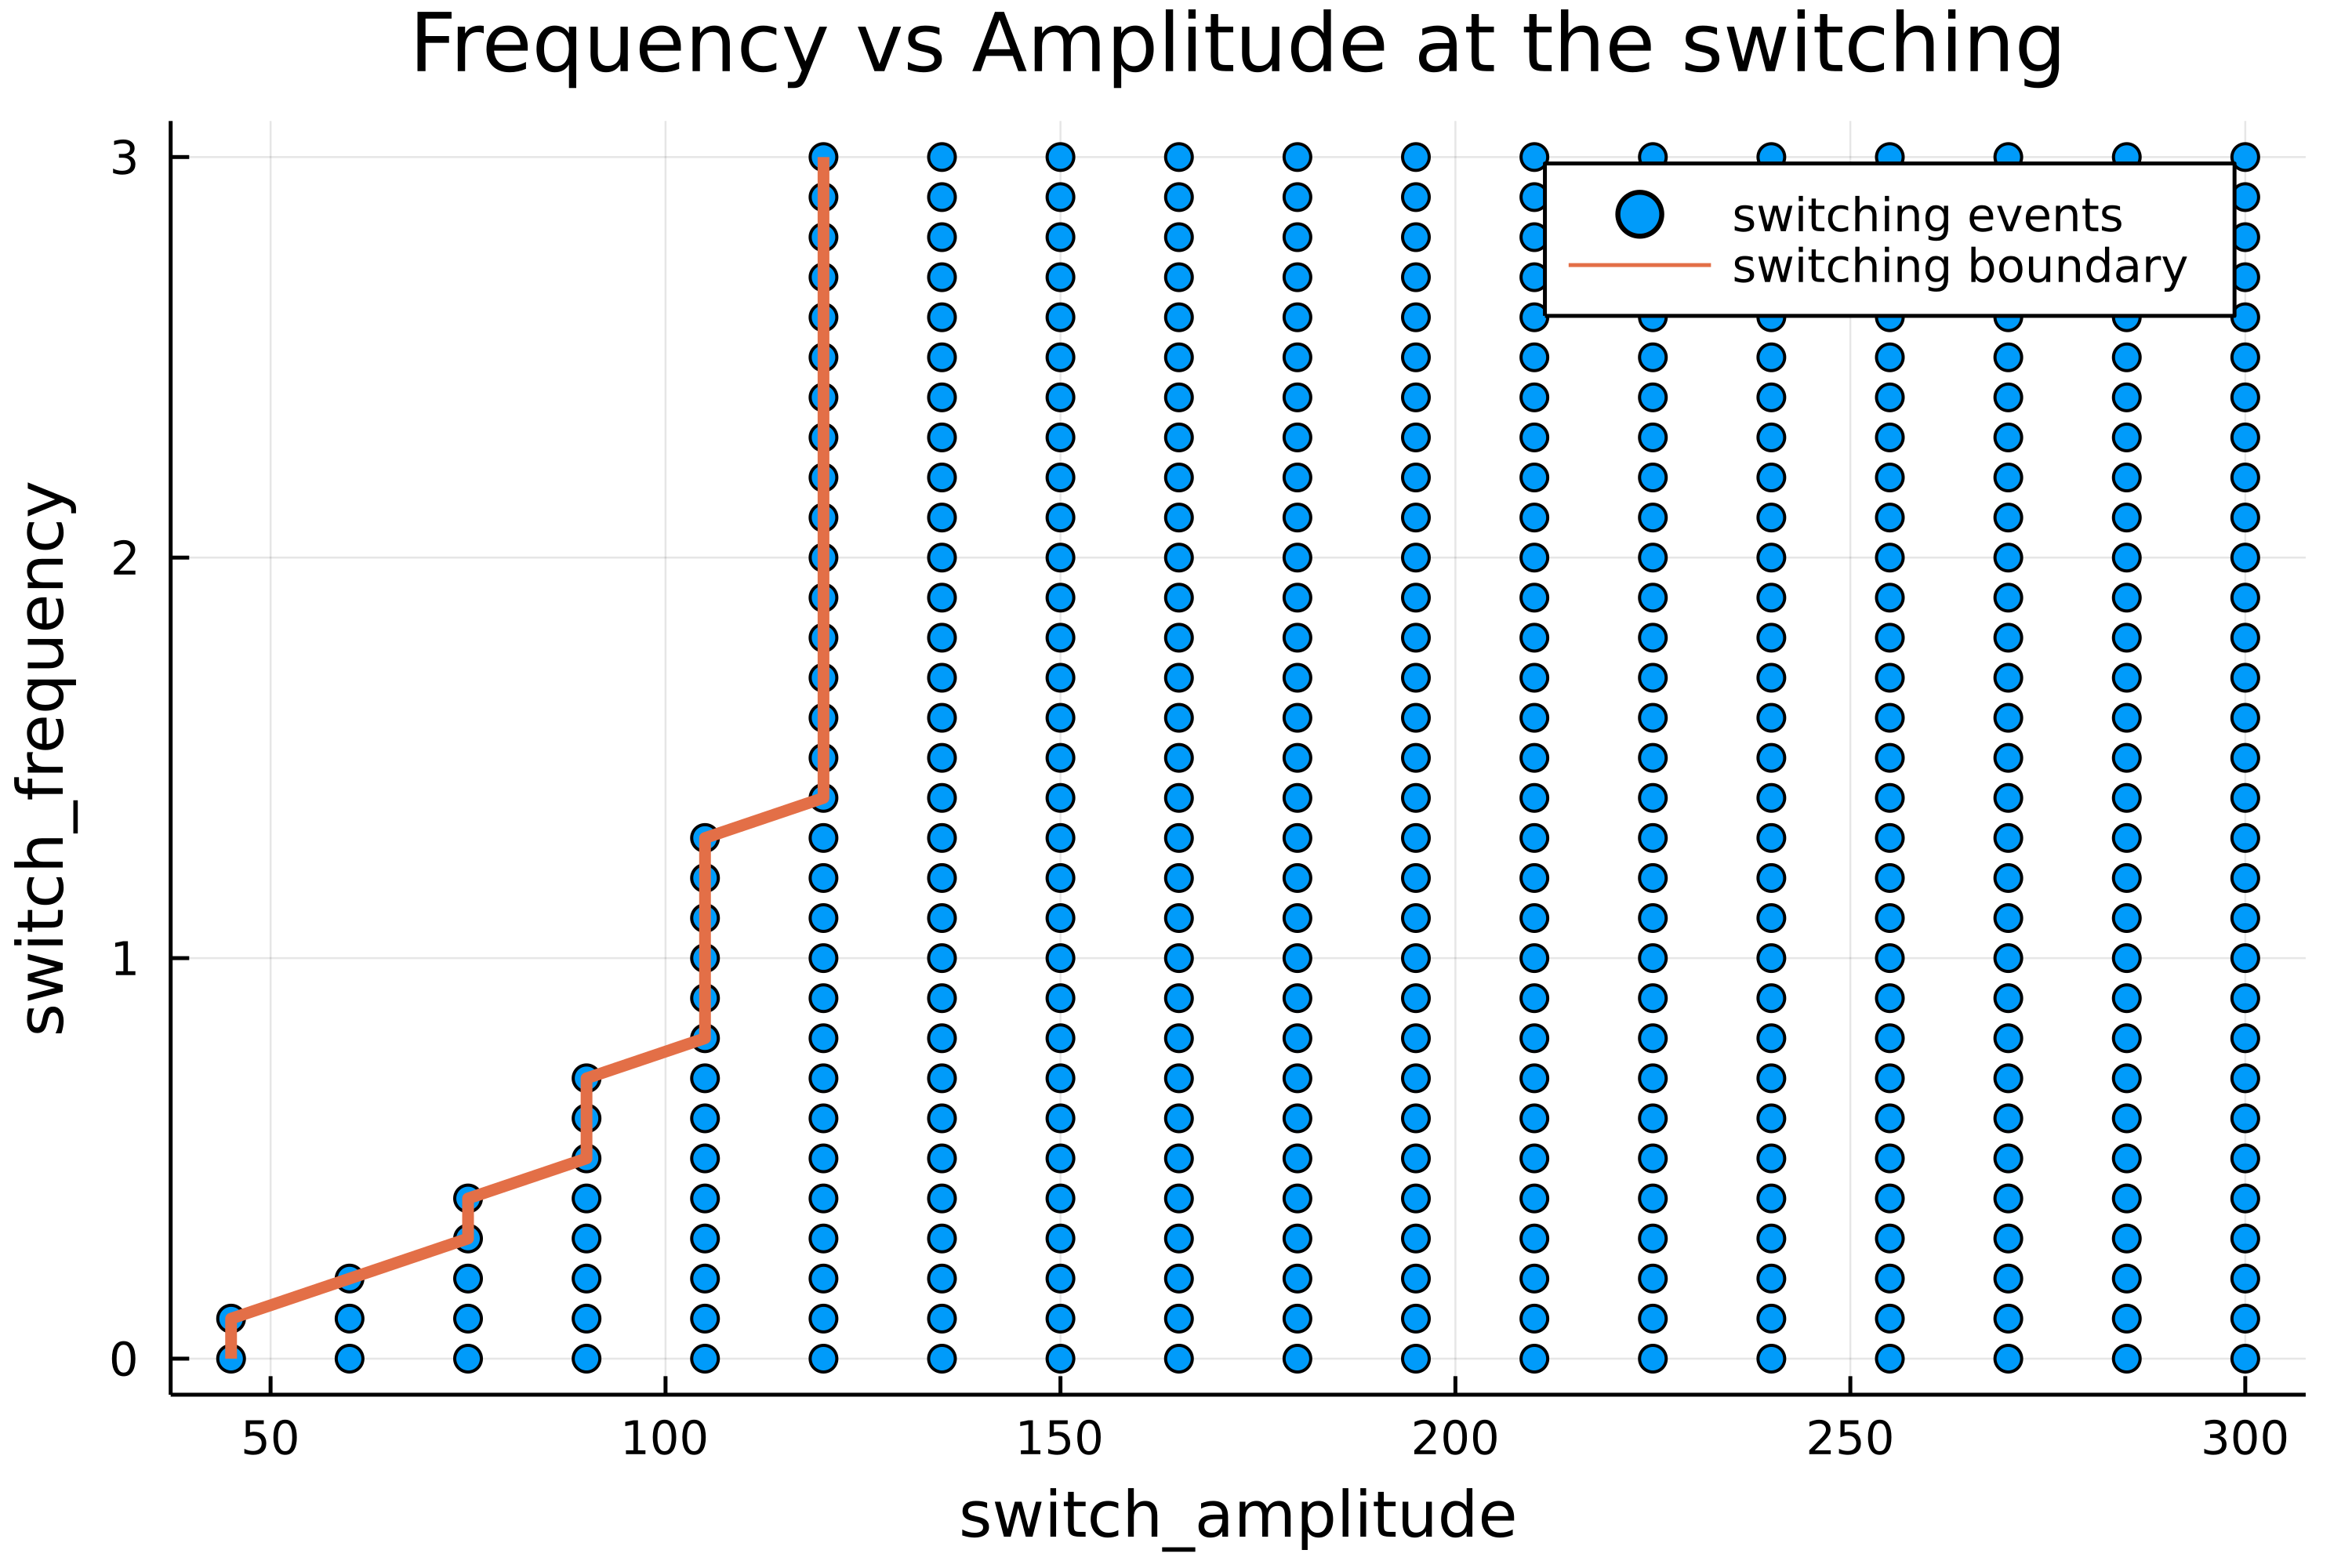 Frequency vs Amplitude at the switching
switching events
switching boundary
switch_frequency
3
2
1
0
50 100 150 200 250 300
switch_amplitude